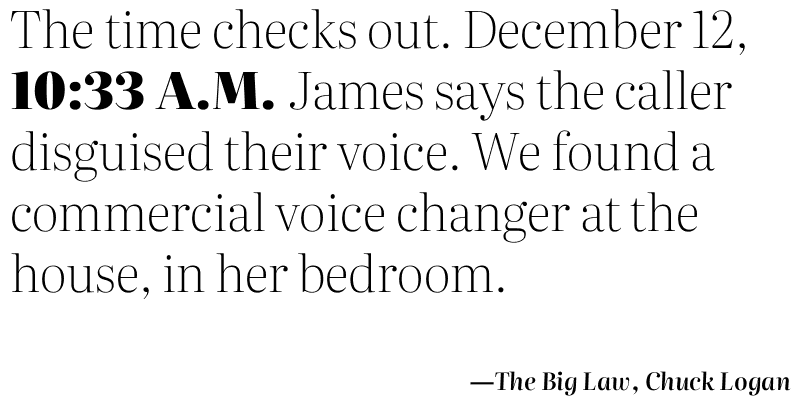 The time checks out. December 12,
10:33 A.M. James says the caller
disguised their voice. We found a
commercial voice changer at the
house, in her bedroom.
—The Big Law, Chuck Logan